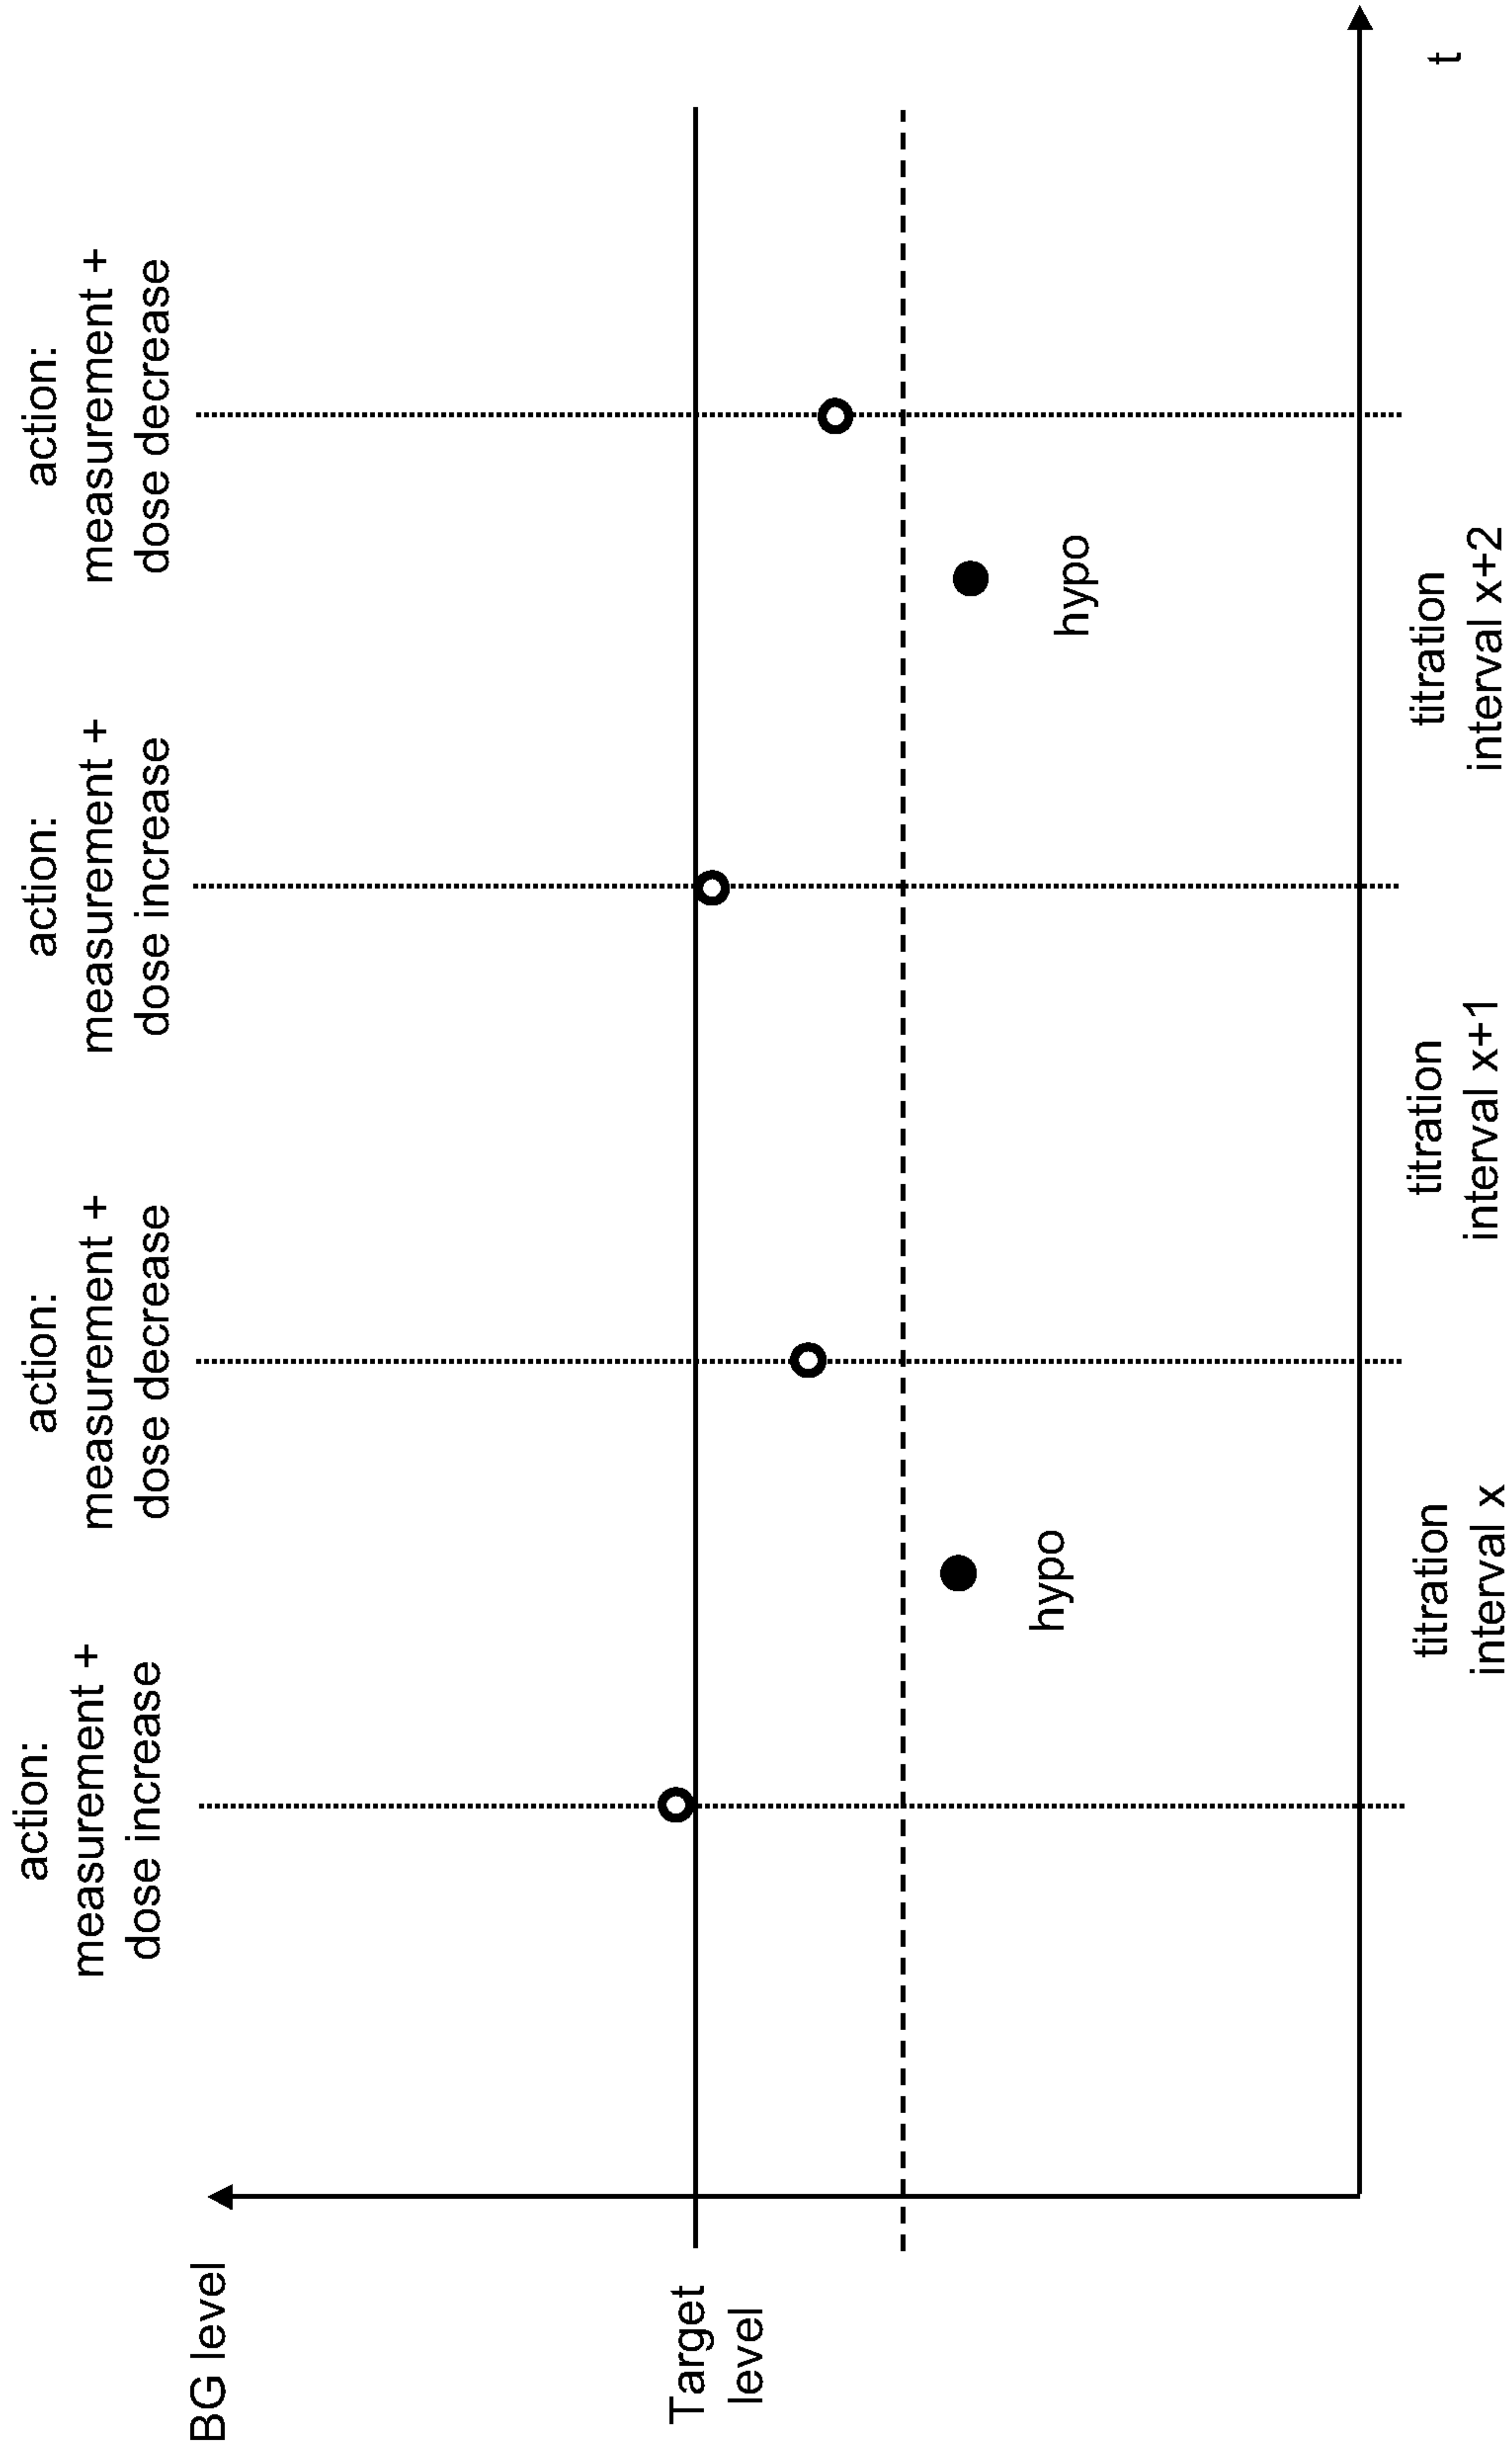 action:
measurement +
dose increase
action:
measurement +
dose decrease
action:
measurement +
dose increase
action:
measurement +
dose decrease
BG level
Target
level
hypo
hypo
t
titration
interval x
titration
interval x+1
titration
interval x+2